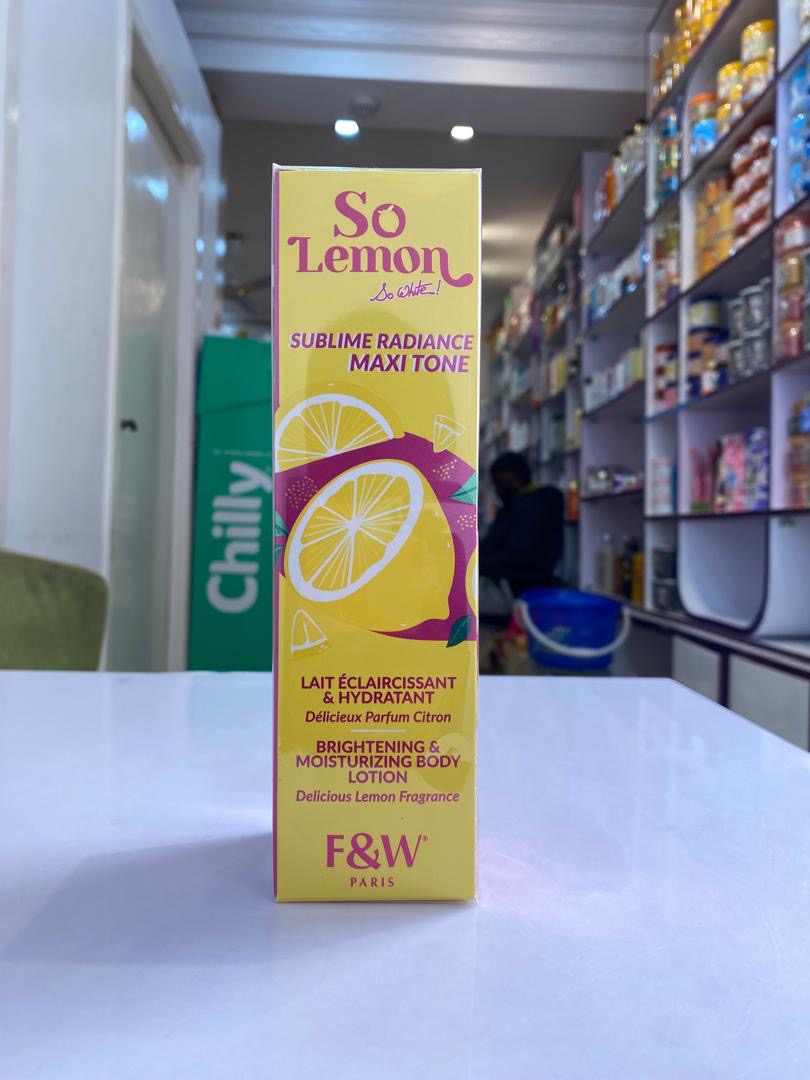 So
Lemon
So White!
SUBLIME RADIANCE
MAXI TONE
LAIT ÉCLAIRCISSANT
& HYDRATANT
Délicieux Parfum Citron
BRIGHTENING &
MOISTURIZING BODY
LOTION
Delicious Lemon Fragrance
F&W®
PARIS
Chilly